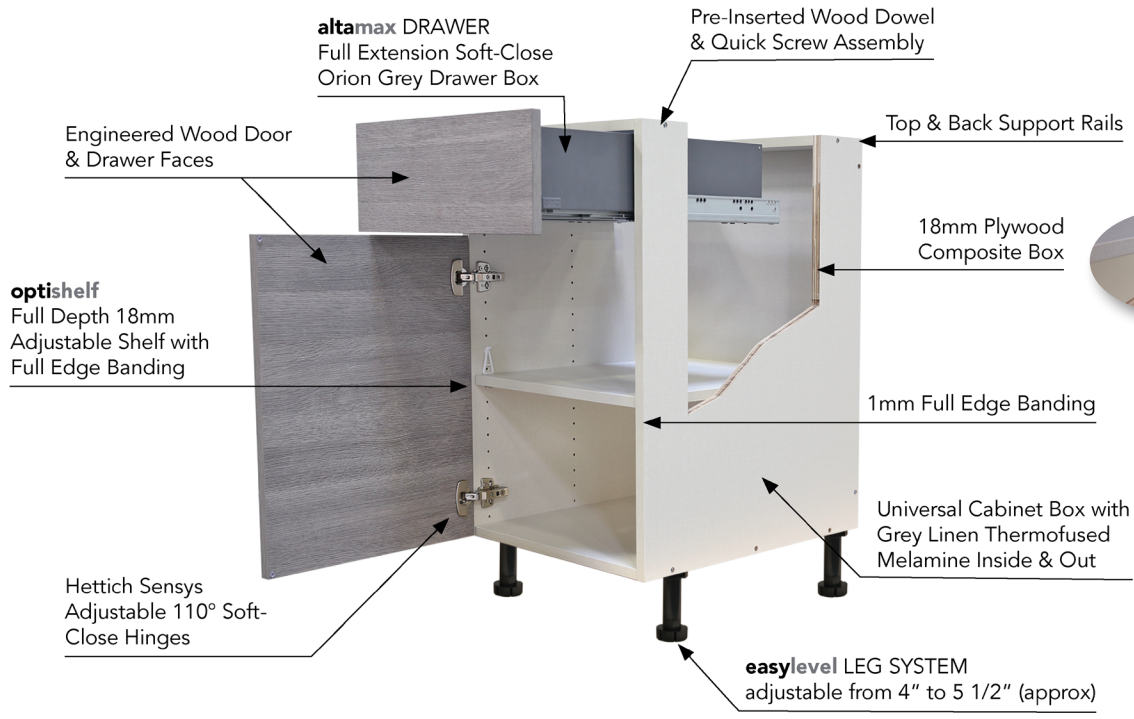 altamax DRAWER
Full Extension Soft-Close
Orion Grey Drawer Box
Pre-Inserted Wood Dowel
& Quick Screw Assembly
Engineered Wood Door
& Drawer Faces
Top & Back Support Rails
18mm Plywood
Composite Box
optishelf
Full Depth 18mm
Adjustable Shelf with
Full Edge Banding
1mm Full Edge Banding
Universal Cabinet Box with
Grey Linen Thermofused
Melamine Inside & Out
Hettich Sensys
Adjustable 110º Soft-
Close Hinges
easylevel LEG SYSTEM
adjustable from 4” to 5 1/2” (approx)